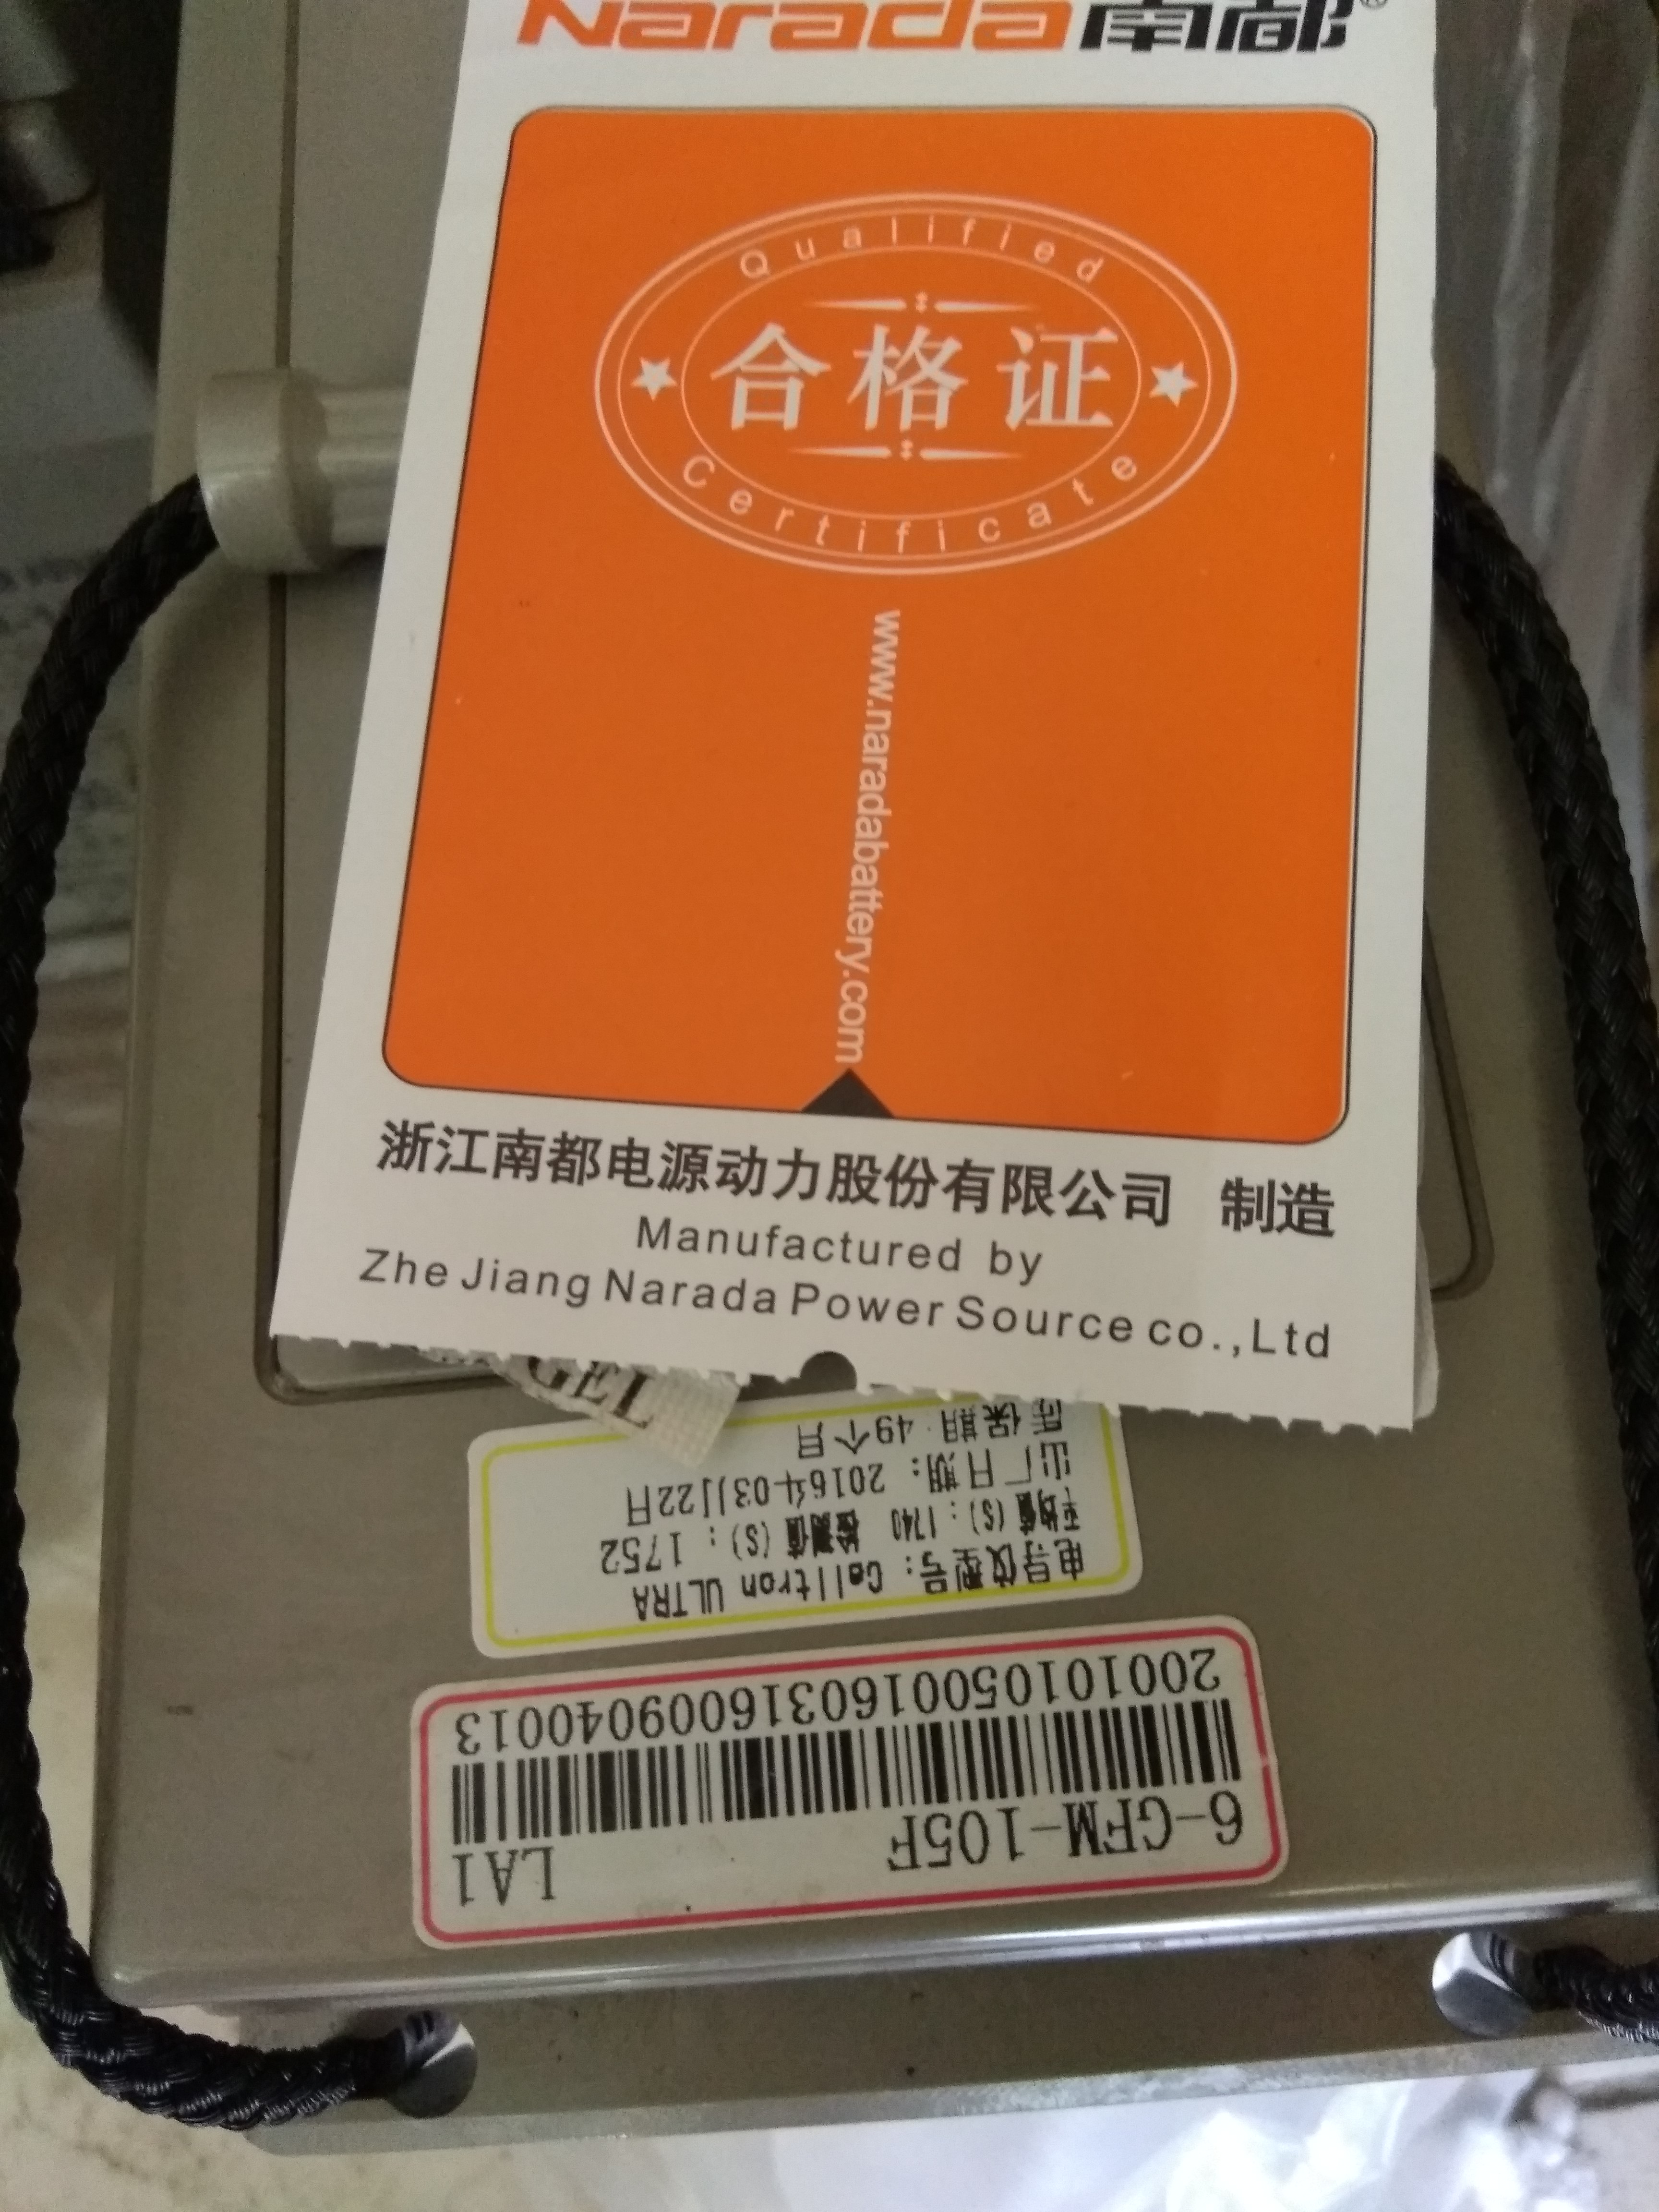 Narada南都®
Qualified
合格证
Certificate
www.naradabattery.com
浙江南都电源动力股份有限公司 制造
Manufactured by
Zhe Jiang Narada Power Source co.,Ltd
GEL
电导仪型号: Celltron ULTRA
平均值(S): 1740 检测值(S): 1752
出厂日期: 2016年03月22日
质保期 49个月
6-GFM-105F LA1
2001010500160316009040013